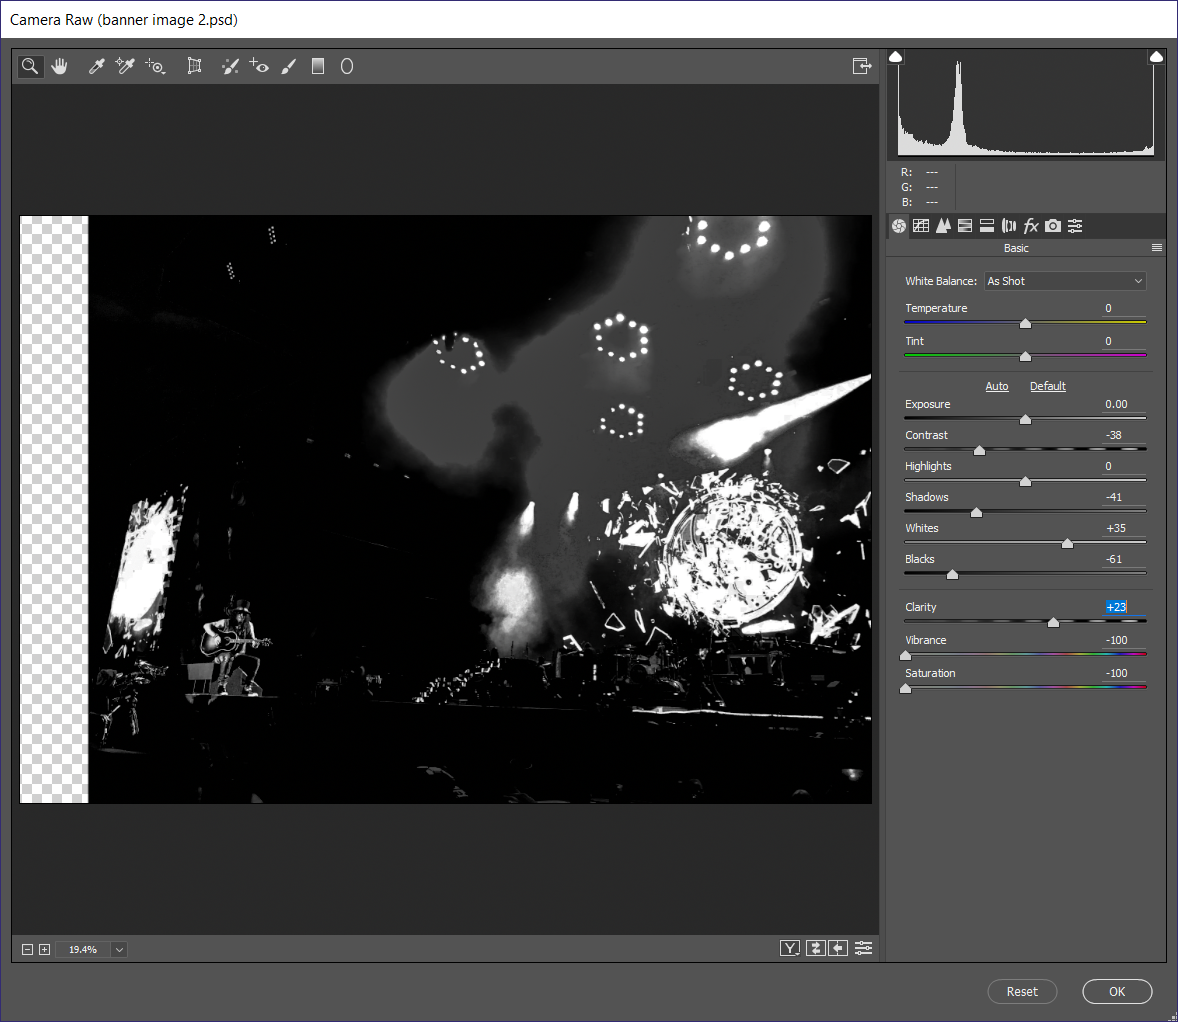 Camera Raw (banner image 2.psd)
R: ---
G: ---
B: ---
fx
Basic
White Balance: As Shot
Temperature 0
Tint 0
Auto Default
Exposure 0.00
Contrast -38
Highlights 0
Shadows -41
Whites +35
Blacks -61
Clarity +23
Vibrance -100
Saturation -100
19.4%
Y
Reset OK